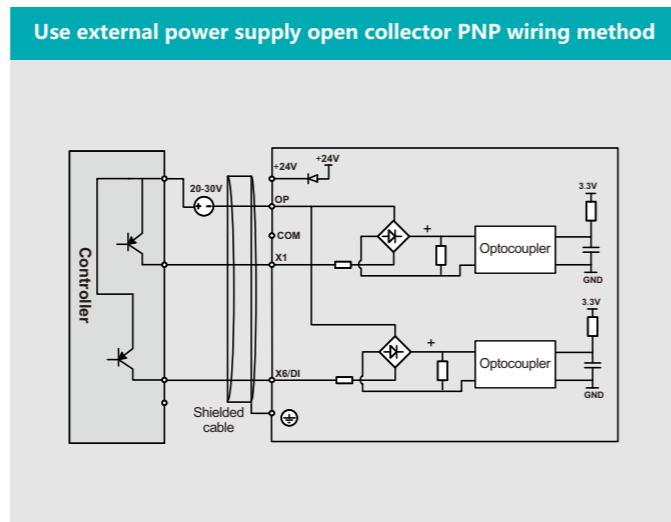 Use external power supply open collector PNP wiring method
+24V
+24V
20-30V
+ -
OP
COM
X1
Controller
+
Optocoupler
3.3V
GND
+
Optocoupler
3.3V
GND
X6/DI
Shielded
cable